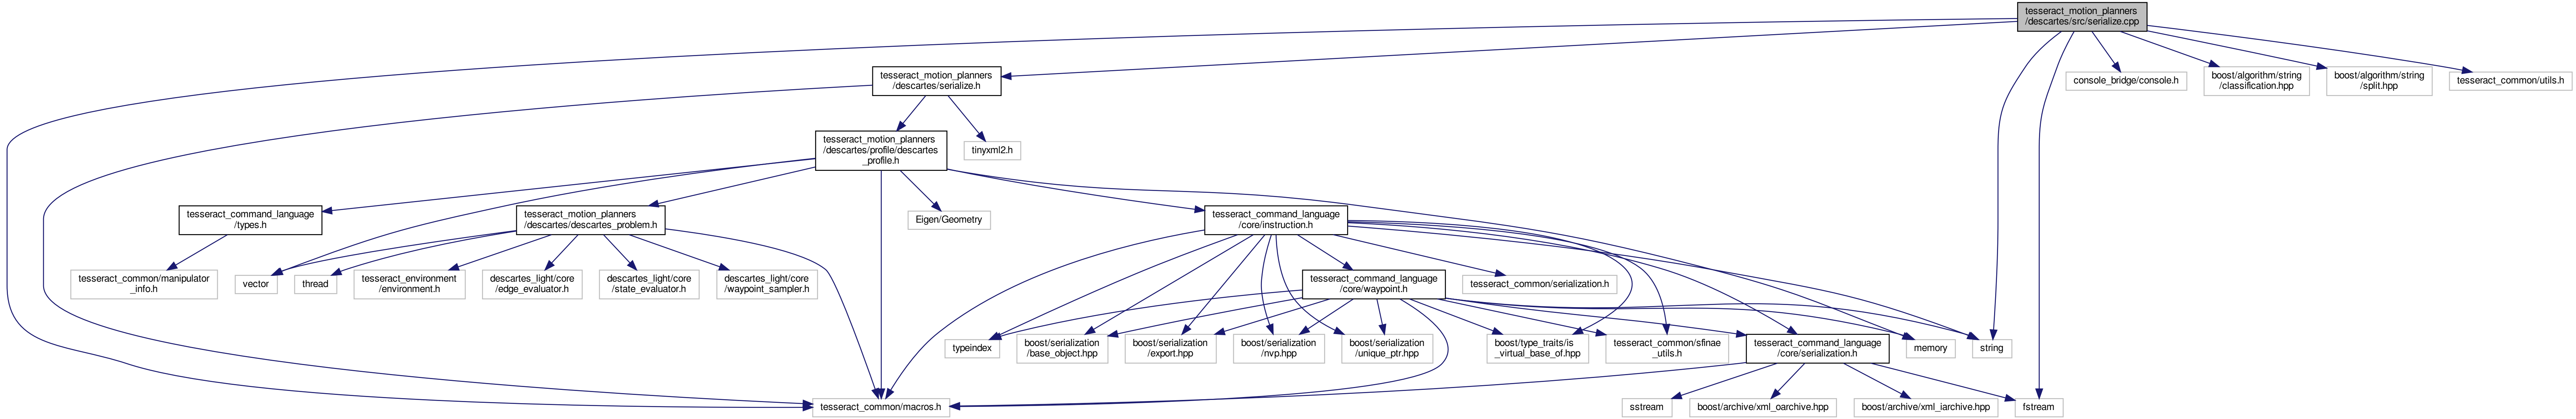 tesseract_motion_planners
/descartes/src/serialize.cpp
tesseract_motion_planners
/descartes/serialize.h
console_bridge/console.h
boost/algorithm/string
/classification.hpp
boost/algorithm/string
/split.hpp
tesseract_common/utils.h
tesseract_motion_planners
/descartes/profile/descartes
_profile.h
tinyxml2.h
tesseract_command_language
/types.h
tesseract_motion_planners
/descartes/descartes_problem.h
Eigen/Geometry
tesseract_command_language
/core/instruction.h
tesseract_common/manipulator
_info.h
vector
thread
tesseract_environment
/environment.h
descartes_light/core
/edge_evaluator.h
descartes_light/core
/state_evaluator.h
descartes_light/core
/waypoint_sampler.h
tesseract_command_language
/core/waypoint.h
tesseract_common/serialization.h
typeindex
boost/serialization
/base_object.hpp
boost/serialization
/export.hpp
boost/serialization
/nvp.hpp
boost/serialization
/unique_ptr.hpp
boost/type_traits/is
_virtual_base_of.hpp
tesseract_common/sfinae
_utils.h
tesseract_command_language
/core/serialization.h
memory
string
tesseract_common/macros.h
sstream
boost/archive/xml_oarchive.hpp
boost/archive/xml_iarchive.hpp
fstream